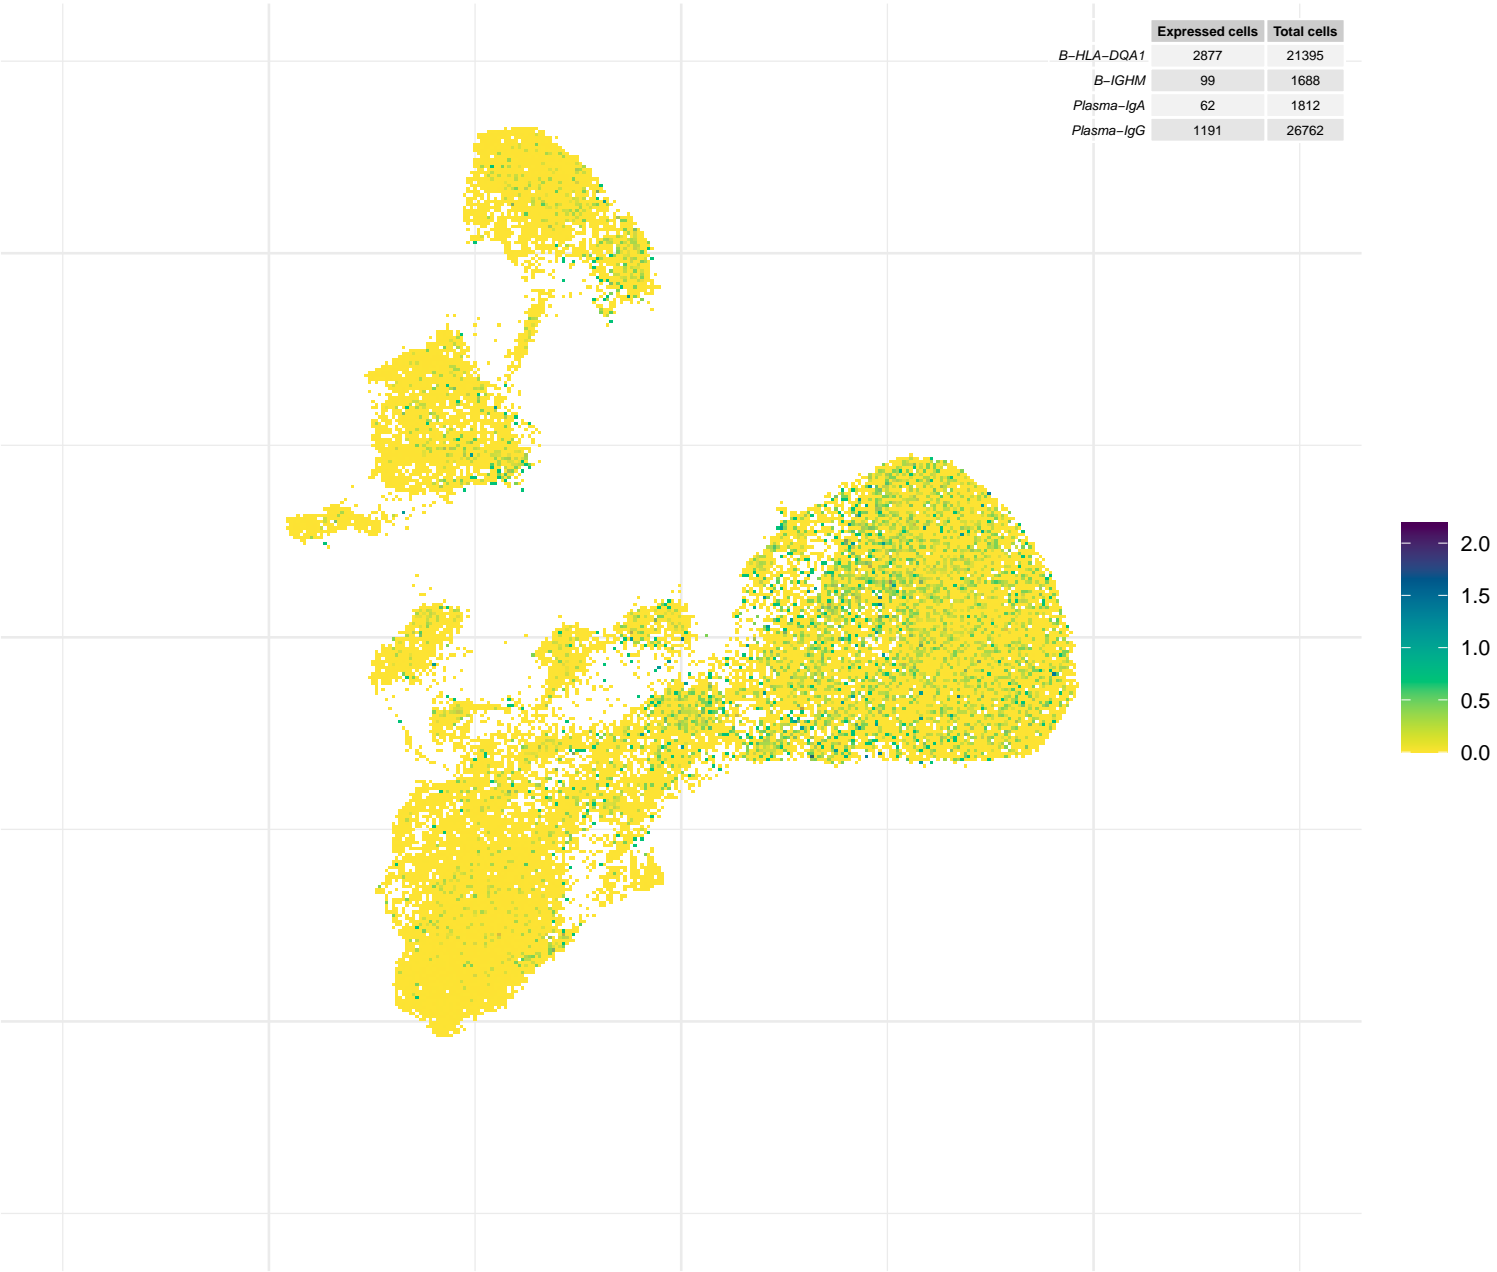 Expressed cells Total cells
B−HLA−DQA1 2877 21395
B−IGHM 99 1688
Plasma−IgA 62 1812
Plasma−IgG 1191 26762
2.0
1.5
1.0
0.5
0.0